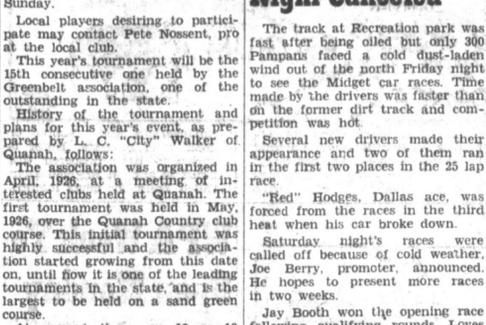 Sunday.
Local players desiring to partici-
pate may contact Pete Nossent, pro
at the local club.
This year's tournament will be the
15th consecutive one held by the
Greenbelt association, one of the
outstanding in the state.
History of the tournament and
plans for this year's event, as pre-
pared by L. C. "City" Walker of
Quanah, follows:
The association was organized in
April, 1926, at a meeting of in-
terested clubs held at Quanah. The
first tournament was held in May,
1926, over the Quanah Country club
course. This initial tournament was
highly successful and the associa-
tion started growing from this date
on, until now it is one of the leading
tournaments in the state, and is the
largest to be held on a sand green
course.
The track at Recreation park was
fast after being oiled but only 300
Pampans faced a cold dust-laden
wind out of the north Friday night
to see the Midget car races. Time
made by the drivers was faster than
on the former dirt track and com-
petition was hot.
Several new drivers made their
appearance and two of them ran
in the first two places in the 25 lap
race.
"Red" Hodges, Dallas ace, was
forced from the races in the third
heat when his car broke down.
Saturday night's races were
called off because of cold weather,
Joe Berry, promoter, announced.
He hopes to present more races
in two weeks.
Jay Booth won the opening race